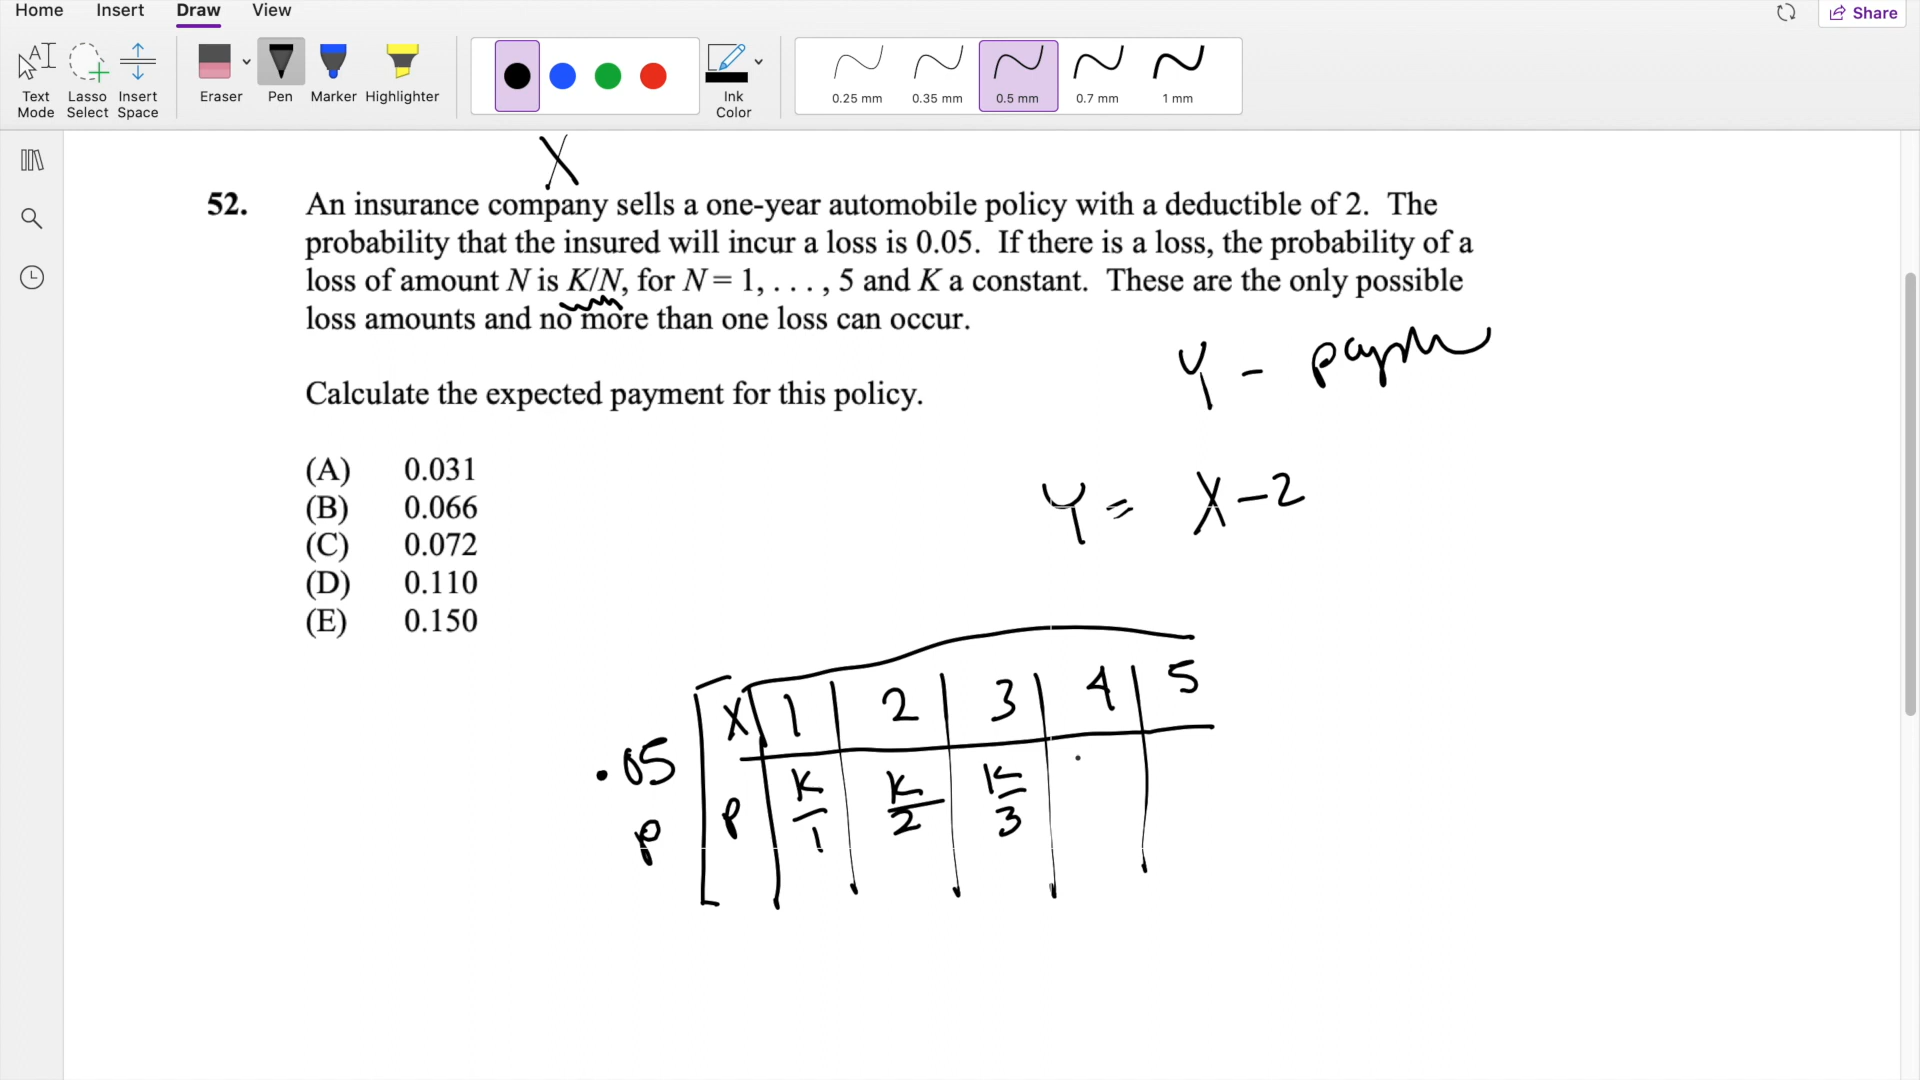 Home Insert Draw View
Share
Text Mode
Lasso Select
Insert Space
Eraser
Pen
Marker
Highlighter
Ink Color
0.25 mm
0.35 mm
0.5 mm
0.7 mm
1 mm
X
52. An insurance company sells a one-year automobile policy with a deductible of 2. The
probability that the insured will incur a loss is 0.05. If there is a loss, the probability of a
loss of amount N is K/N, for N = 1, . . . , 5 and K a constant. These are the only possible
loss amounts and no more than one loss can occur.
Y -
Calculate the expected payment for this policy.
(A) 0.031
Y = X-2
(B) 0.066
(C) 0.072
(D) 0.110
(E) 0.150
X 1 2 3 4 5
.05
P K/1 K/2 K/3
P